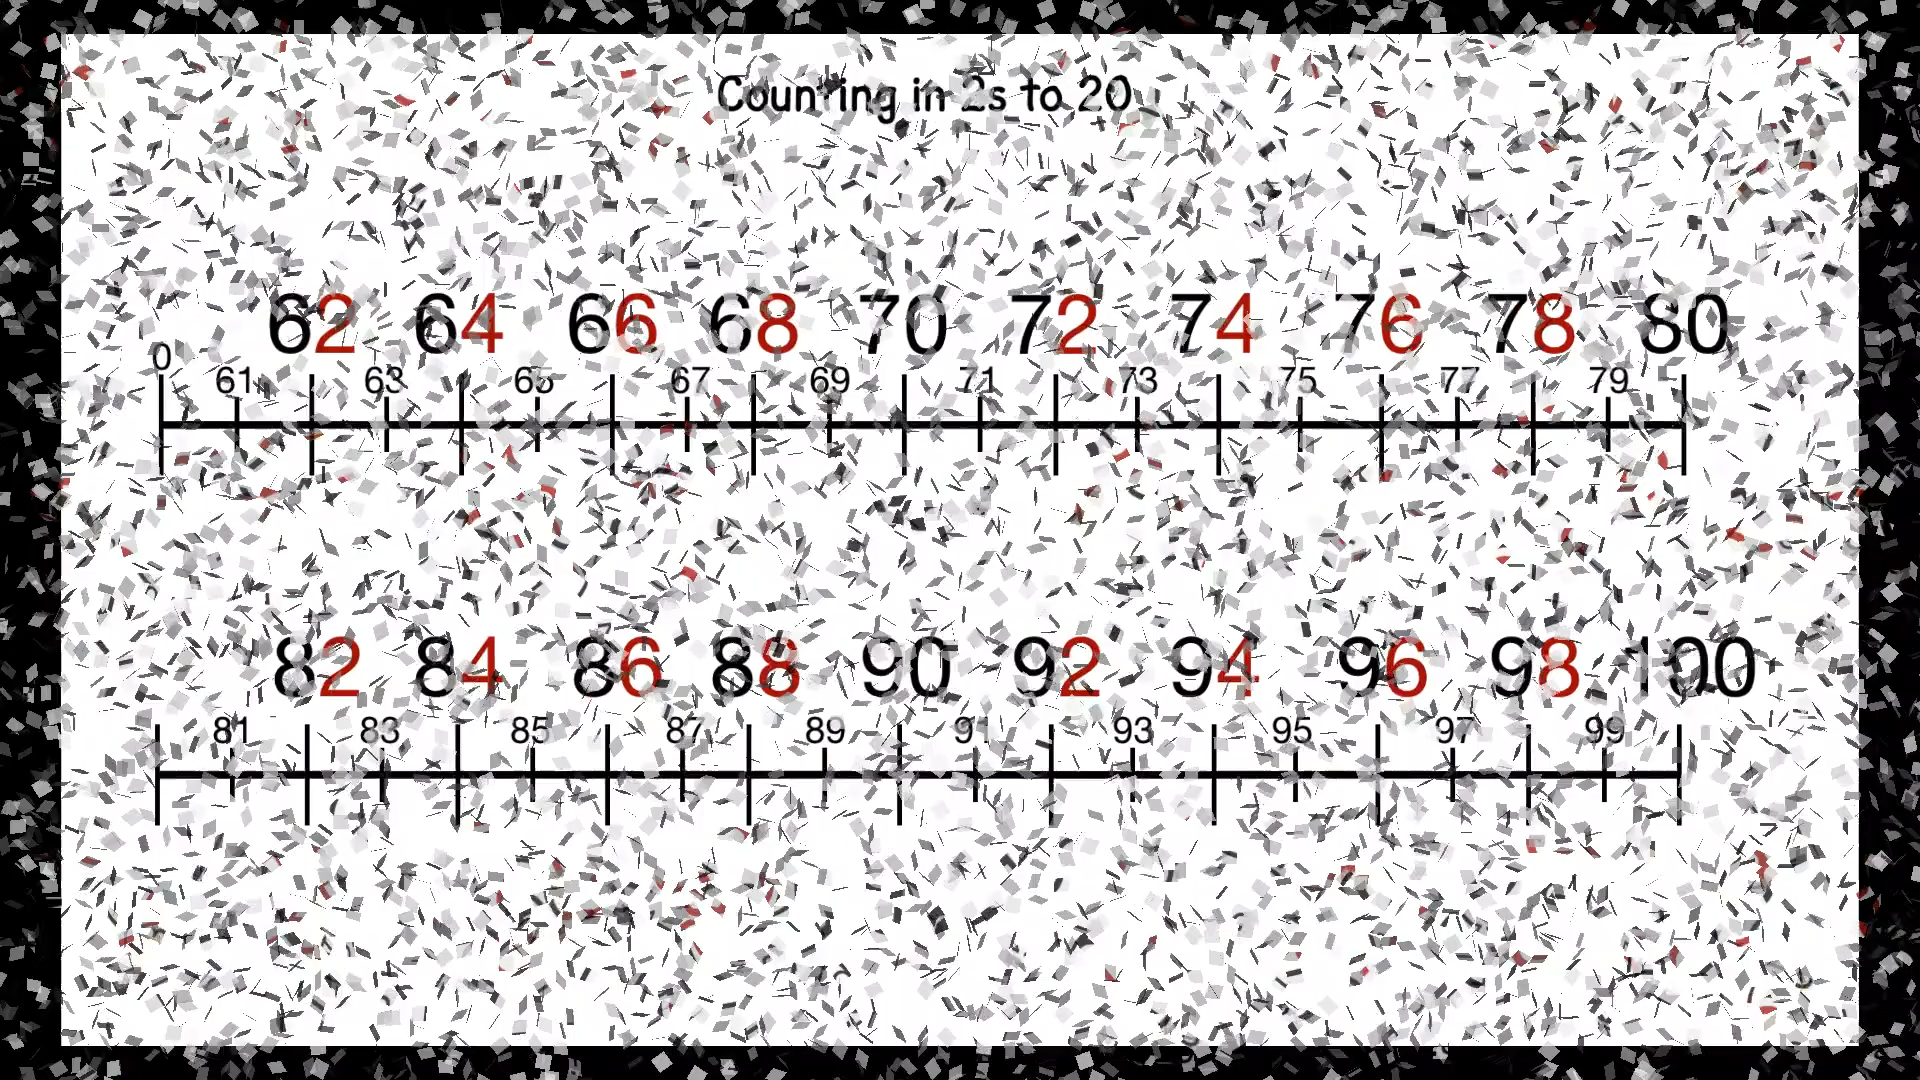 Counting in 2s to 20
62 64 66 68 70 72 74 76 78 80
0 61 63 65 67 69 71 73 75 77 79
82 84 86 88 90 92 94 96 98 100
81 83 85 87 89 91 93 95 97 99